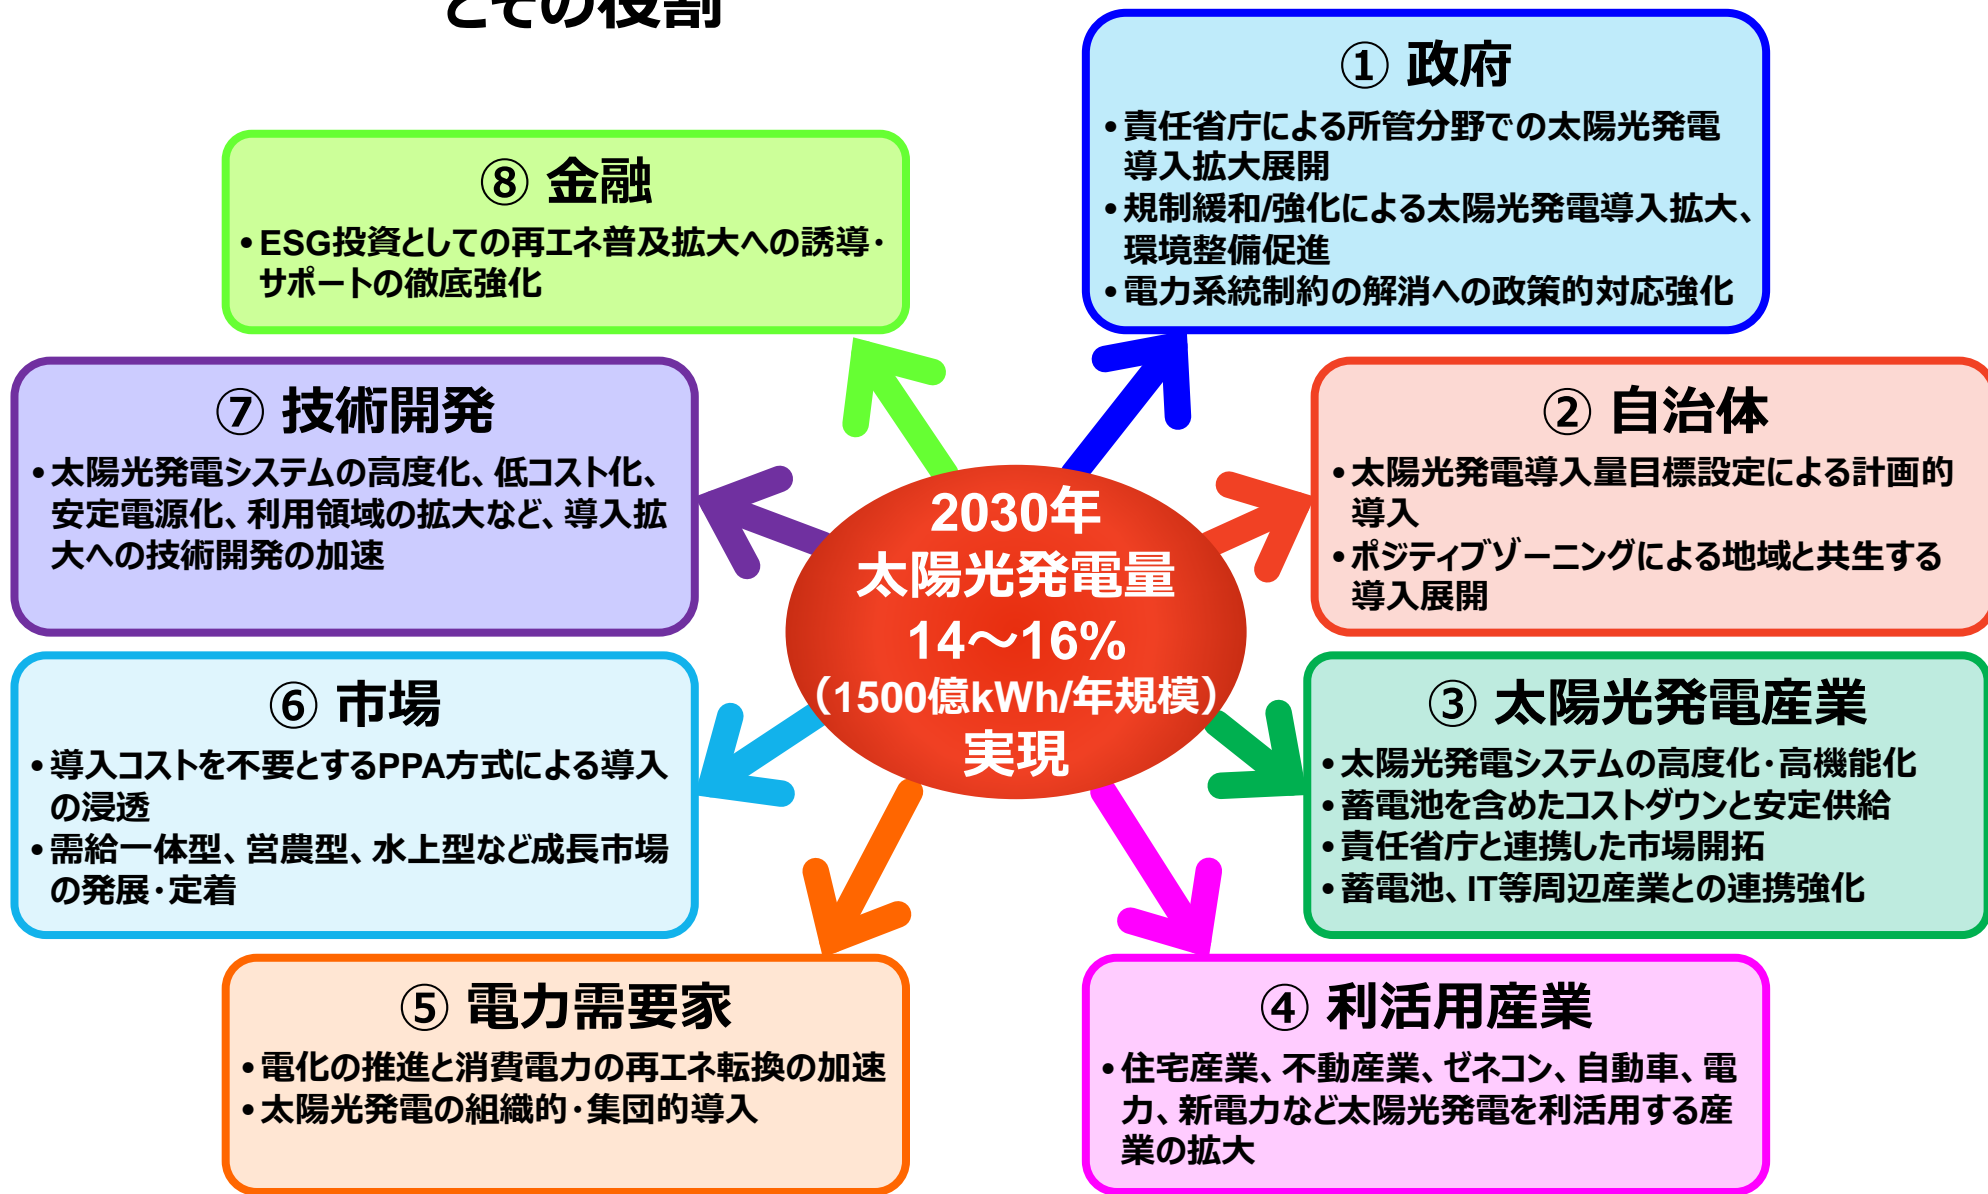 とその役割
① 政府
•責任省庁による所管分野での太陽光発電
導入拡大展開
•規制緩和/強化による太陽光発電導入拡大、
環境整備促進
•電力系統制約の解消への政策的対応強化
② 自治体
•太陽光発電導入量目標設定による計画的
導入
•ポジティブゾーニングによる地域と共生する
導入展開
③ 太陽光発電産業
•太陽光発電システムの高度化・高機能化
•蓄電池を含めたコストダウンと安定供給
•責任省庁と連携した市場開拓
•蓄電池、IT等周辺産業との連携強化
④ 利活用産業
•住宅産業、不動産業、ゼネコン、自動車、電
力、新電力など太陽光発電を利活用する産
業の拡大
⑤ 電力需要家
•電化の推進と消費電力の再エネ転換の加速
•太陽光発電の組織的・集団的導入
⑥ 市場
•導入コストを不要とするPPA方式による導入
の浸透
•需給一体型、営農型、水上型など成長市場
の発展・定着
⑦ 技術開発
•太陽光発電システムの高度化、低コスト化、
安定電源化、利用領域の拡大など、導入拡
大への技術開発の加速
⑧ 金融
•ESG投資としての再エネ普及拡大への誘導・
サポートの徹底強化
2030年
太陽光発電量
14～16%
（1500億kWh/年規模）
実現